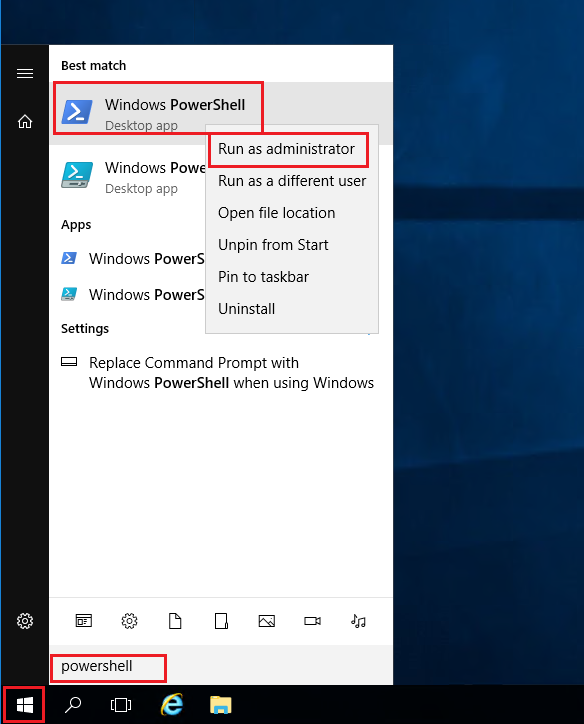 Best match
Windows PowerShell
Desktop app
Run as administrator
Windows Powe
Desktop app
Run as a different user
Open file location
Apps
Unpin from Start
Windows PowerS
Pin to taskbar
Windows PowerS
Uninstall
Settings
Replace Command Prompt with
Windows PowerShell when using Windows
powershell